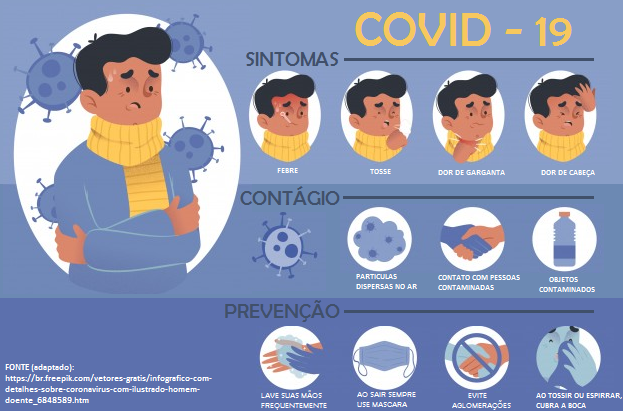 COVID - 19
SINTOMAS
FEBRE
TOSSE
DOR DE GARGANTA
DOR DE CABEÇA
CONTÁGIO
PARTICULAS
DISPERSAS NO AR
CONTATO COM PESSOAS
CONTAMINADAS
OBJETOS
CONTAMINADOS
PREVENÇÃO
LAVE SUAS MÃOS
FREQUENTEMENTE
AO SAIR SEMPRE
USE MASCARA
EVITE
AGLOMERAÇÕES
AO TOSSIR OU ESPIRRAR,
CUBRA A BOCA
FONTE (adaptado):
https://br.freepik.com/vetores-gratis/infografico-com-
detalhes-sobre-coronavirus-com-ilustrado-homem-
doente_6848589.htm